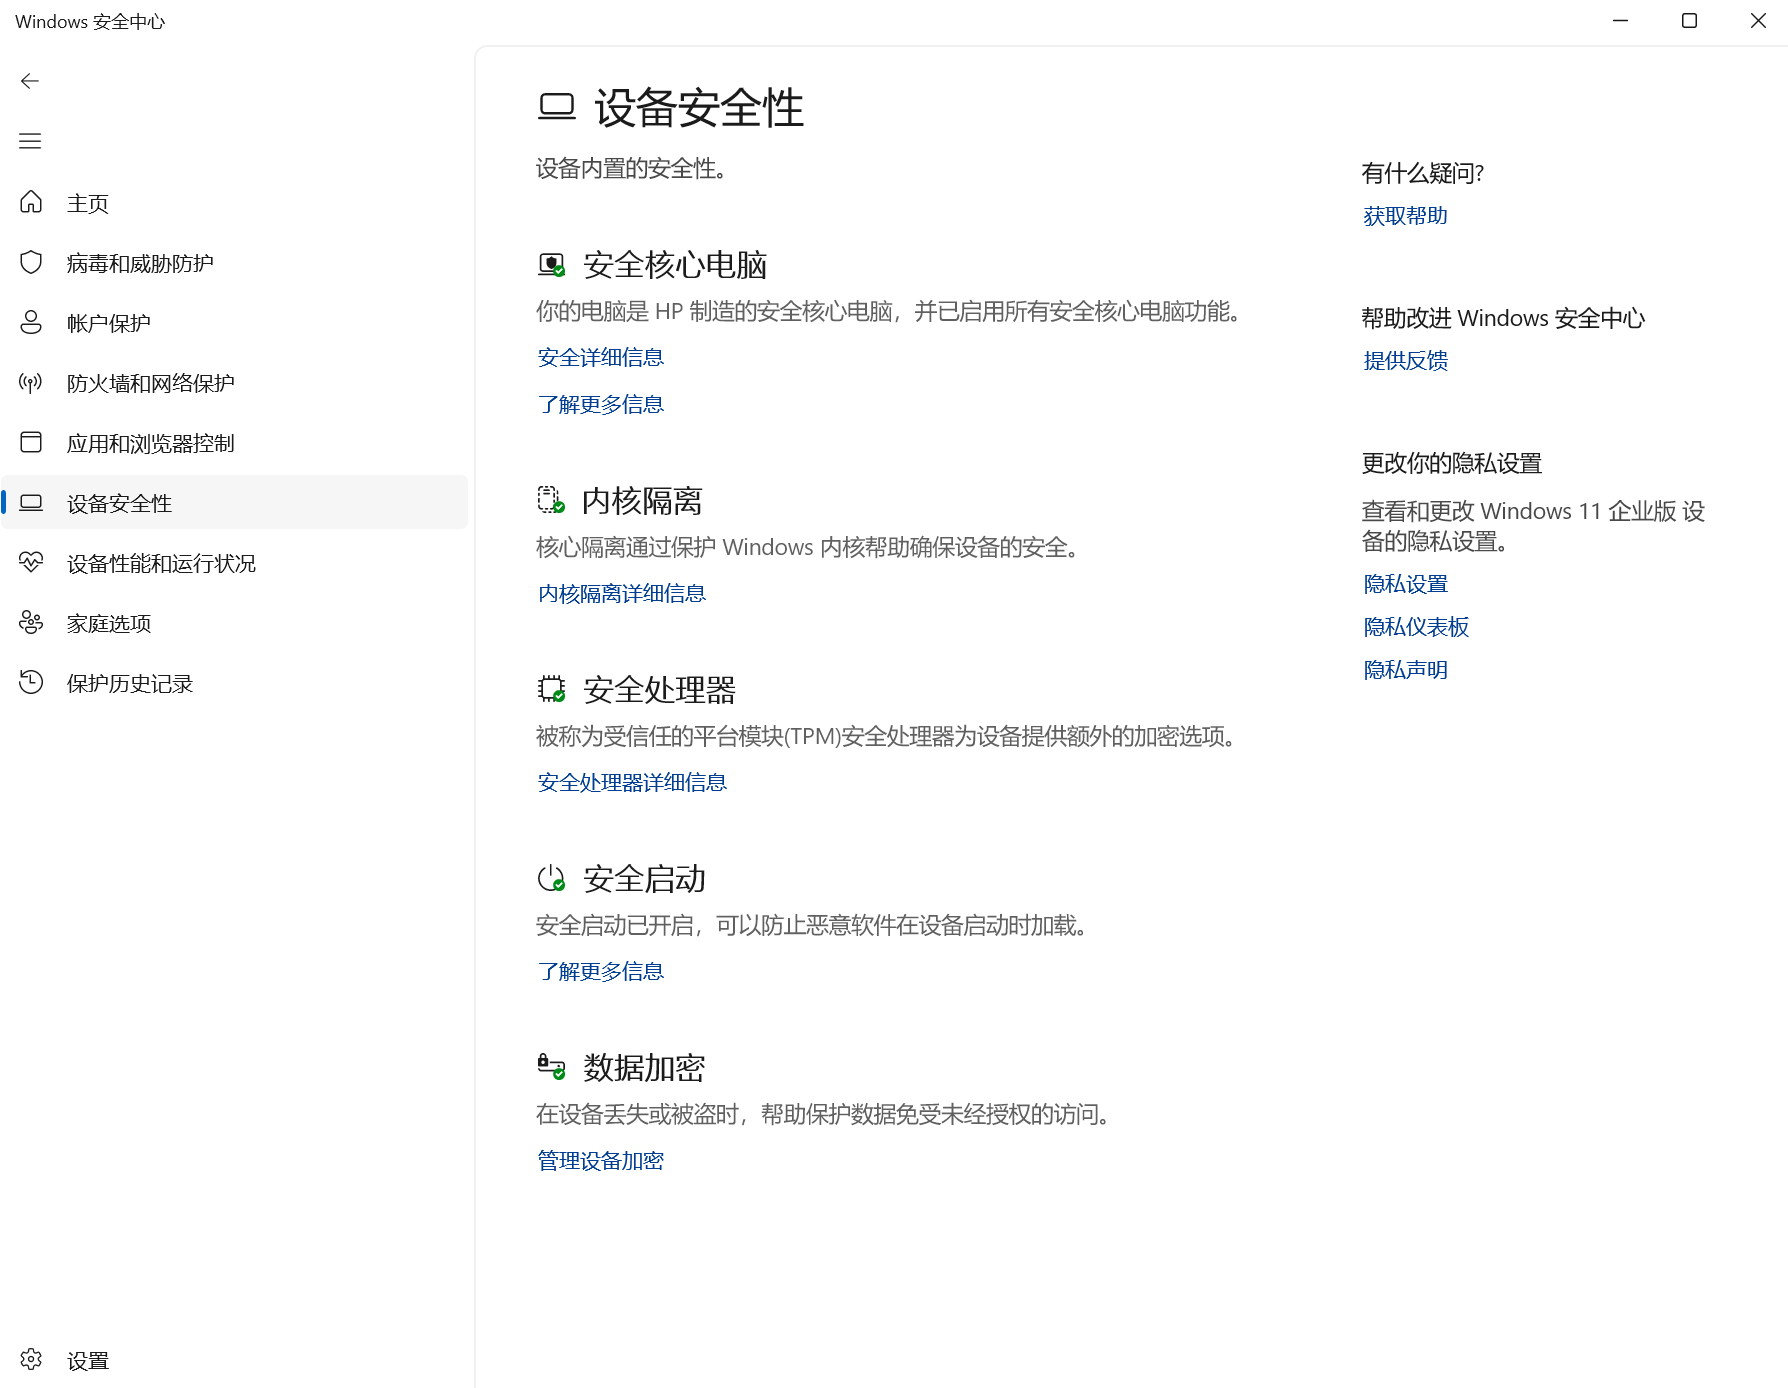 Windows 安全中心
主页
病毒和威胁防护
帐户保护
防火墙和网络保护
应用和浏览器控制
设备安全性
设备性能和运行状况
家庭选项
保护历史记录
设置
设备安全性
设备内置的安全性。
安全核心电脑
你的电脑是 HP 制造的安全核心电脑，并已启用所有安全核心电脑功能。
安全详细信息
了解更多信息
内核隔离
核心隔离通过保护 Windows 内核帮助确保设备的安全。
内核隔离详细信息
安全处理器
被称为受信任的平台模块(TPM)安全处理器为设备提供额外的加密选项。
安全处理器详细信息
安全启动
安全启动已开启，可以防止恶意软件在设备启动时加载。
了解更多信息
数据加密
在设备丢失或被盗时，帮助保护数据免受未经授权的访问。
管理设备加密
有什么疑问?
获取帮助
帮助改进 Windows 安全中心
提供反馈
更改你的隐私设置
查看和更改 Windows 11 企业版 设
备的隐私设置。
隐私设置
隐私仪表板
隐私声明